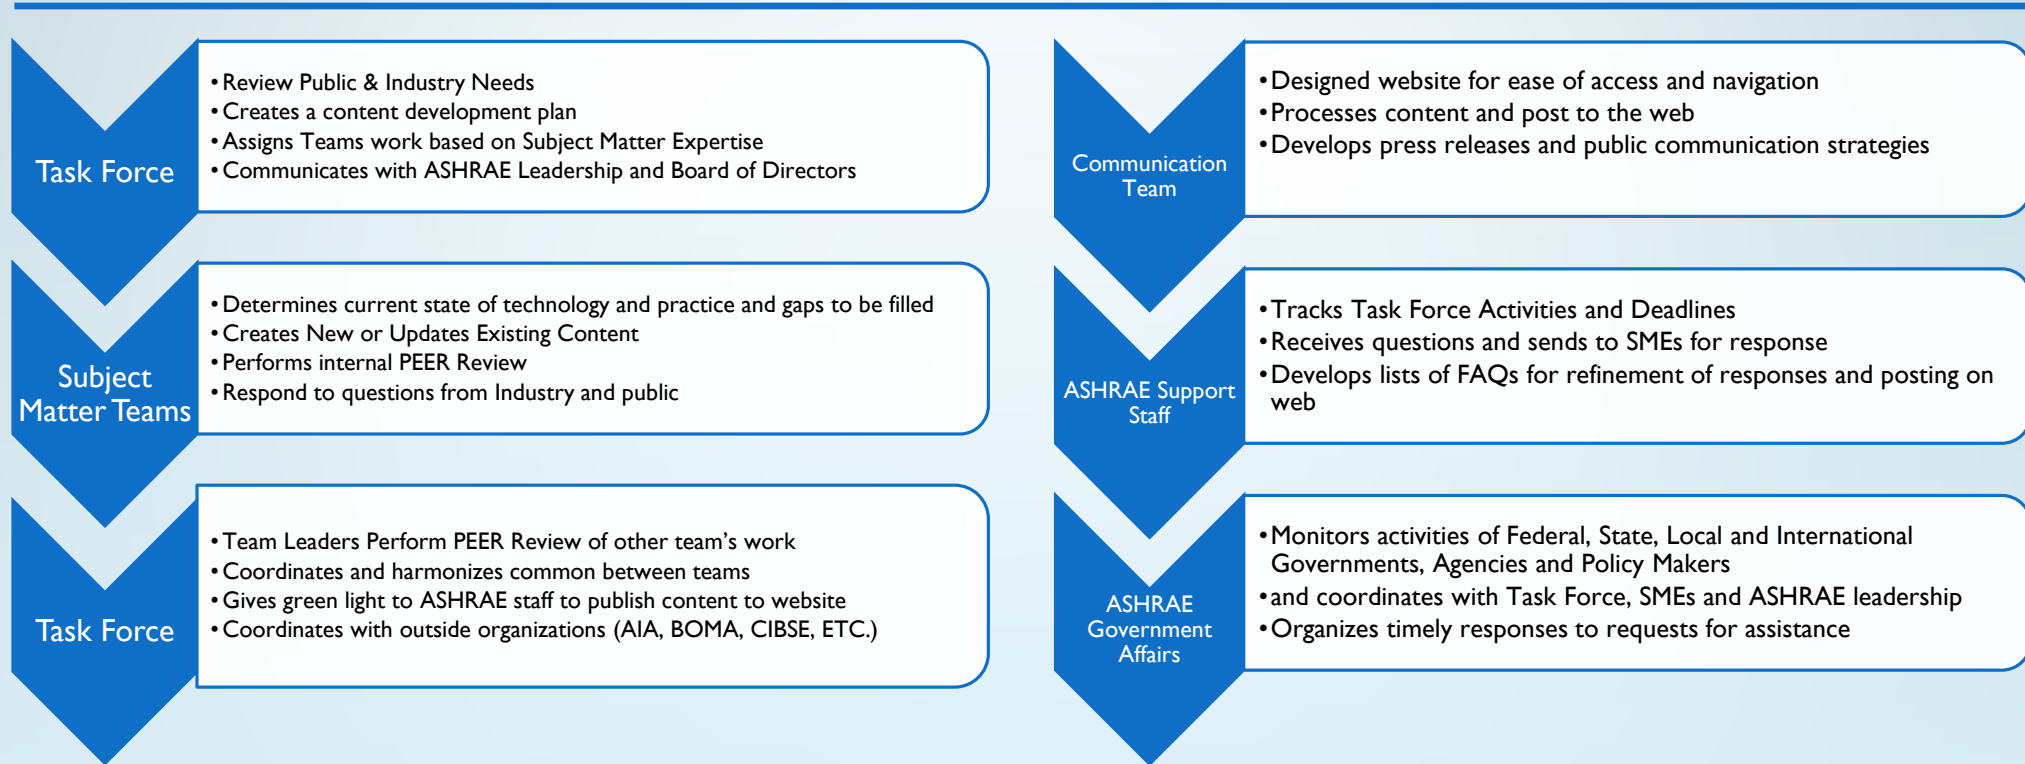 Task Force
• Review Public & Industry Needs
• Creates a content development plan
• Assigns Teams work based on Subject Matter Expertise
• Communicates with ASHRAE Leadership and Board of Directors
Subject
Matter Teams
• Determines current state of technology and practice and gaps to be filled
• Creates New or Updates Existing Content
• Performs internal PEER Review
• Respond to questions from Industry and public
Task Force
• Team Leaders Perform PEER Review of other team's work
• Coordinates and harmonizes common between teams
• Gives green light to ASHRAE staff to publish content to website
• Coordinates with outside organizations (AIA, BOMA, CIBSE, ETC.)
Communication
Team
• Designed website for ease of access and navigation
• Processes content and post to the web
• Develops press releases and public communication strategies
ASHRAE Support
Staff
• Tracks Task Force Activities and Deadlines
• Receives questions and sends to SMEs for response
• Develops lists of FAQs for refinement of responses and posting on
web
ASHRAE
Government
Affairs
• Monitors activities of Federal, State, Local and International
Governments, Agencies and Policy Makers
• and coordinates with Task Force, SMEs and ASHRAE leadership
• Organizes timely responses to requests for assistance